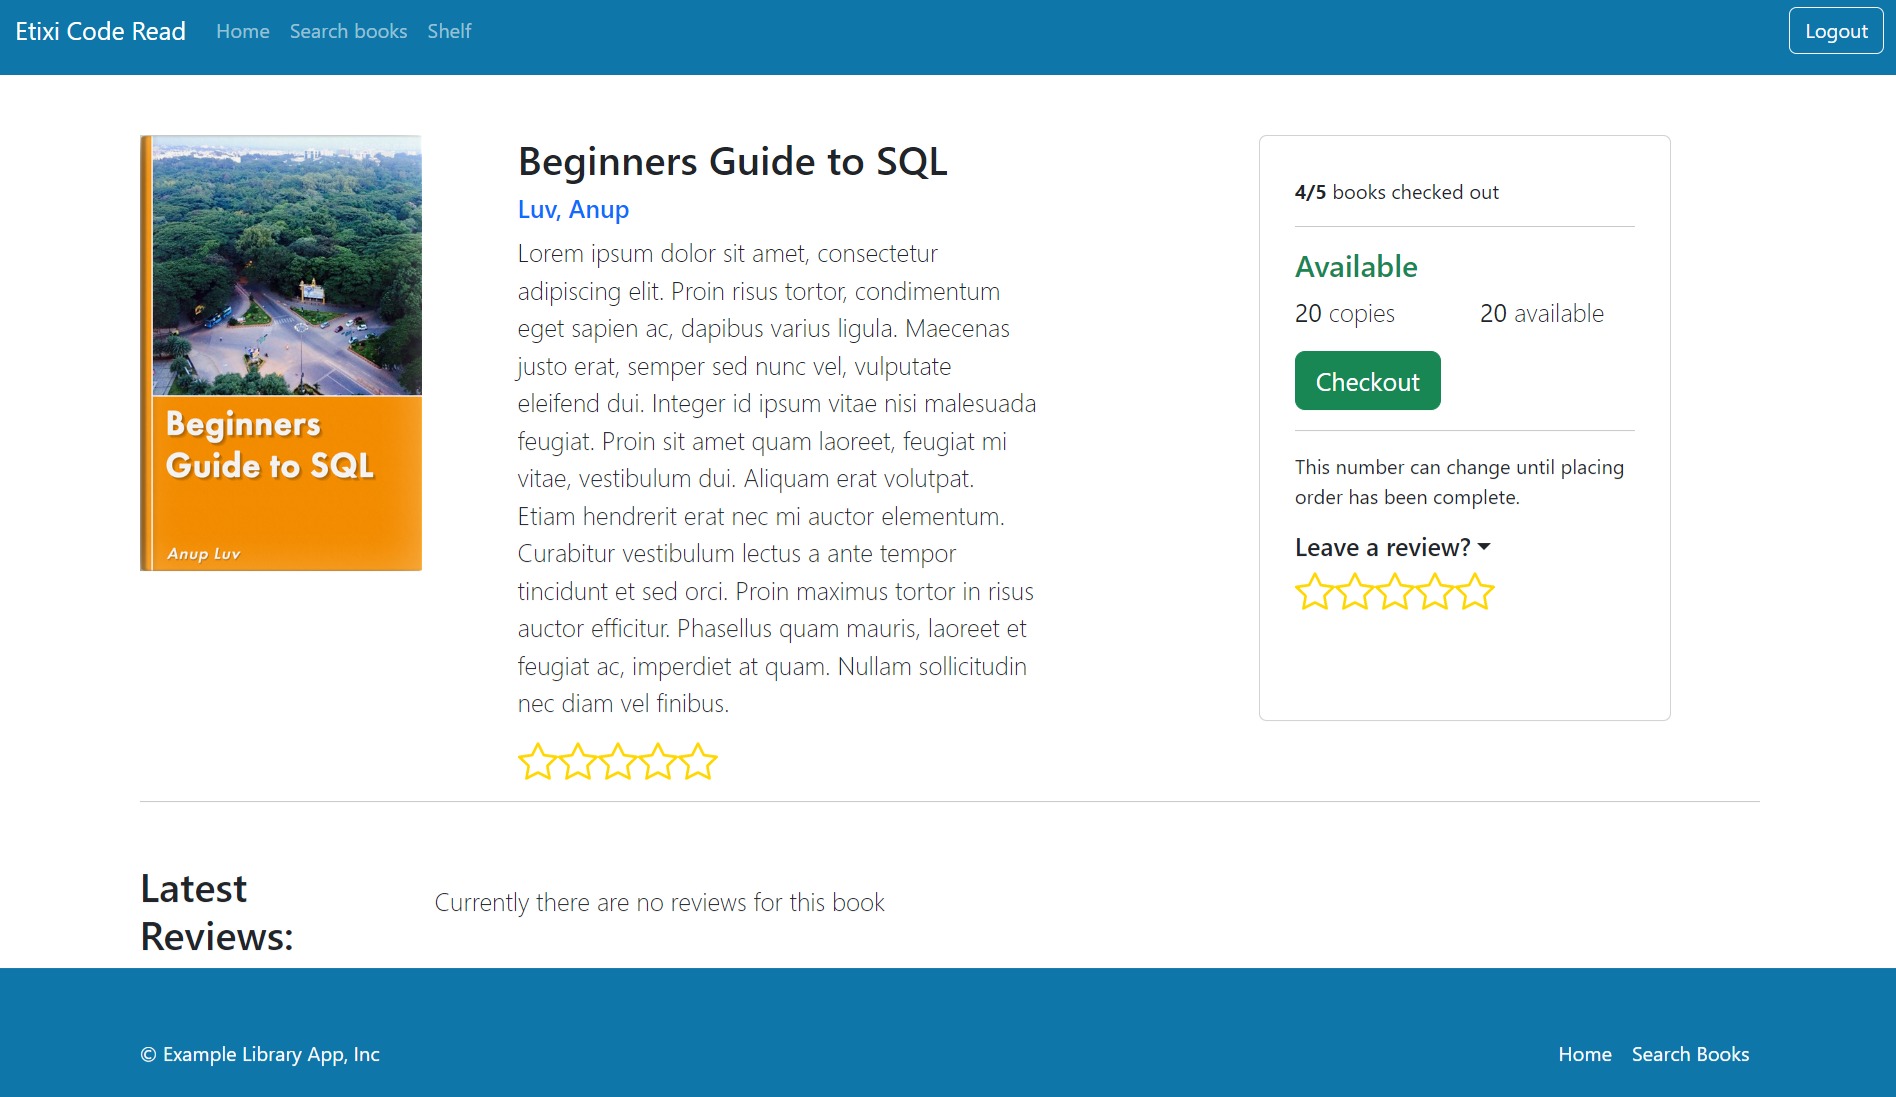 Etixi Code Read Home Search books Shelf Logout
Beginners
Guide to SQL
Anup Luv
Beginners Guide to SQL
Luv, Anup
Lorem ipsum dolor sit amet, consectetur
adipiscing elit. Proin risus tortor, condimentum
eget sapien ac, dapibus varius ligula. Maecenas
justo erat, semper sed nunc vel, vulputate
eleifend dui. Integer id ipsum vitae nisi malesuada
feugiat. Proin sit amet quam laoreet, feugiat mi
vitae, vestibulum dui. Aliquam erat volutpat.
Etiam hendrerit erat nec mi auctor elementum.
Curabitur vestibulum lectus a ante tempor
tincidunt et sed orci. Proin maximus tortor in risus
auctor efficitur. Phasellus quam mauris, laoreet et
feugiat ac, imperdiet at quam. Nullam sollicitudin
nec diam vel finibus.
4/5 books checked out
Available
20 copies 20 available
Checkout
This number can change until placing
order has been complete.
Leave a review?
Latest
Reviews:
Currently there are no reviews for this book
© Example Library App, Inc Home Search Books